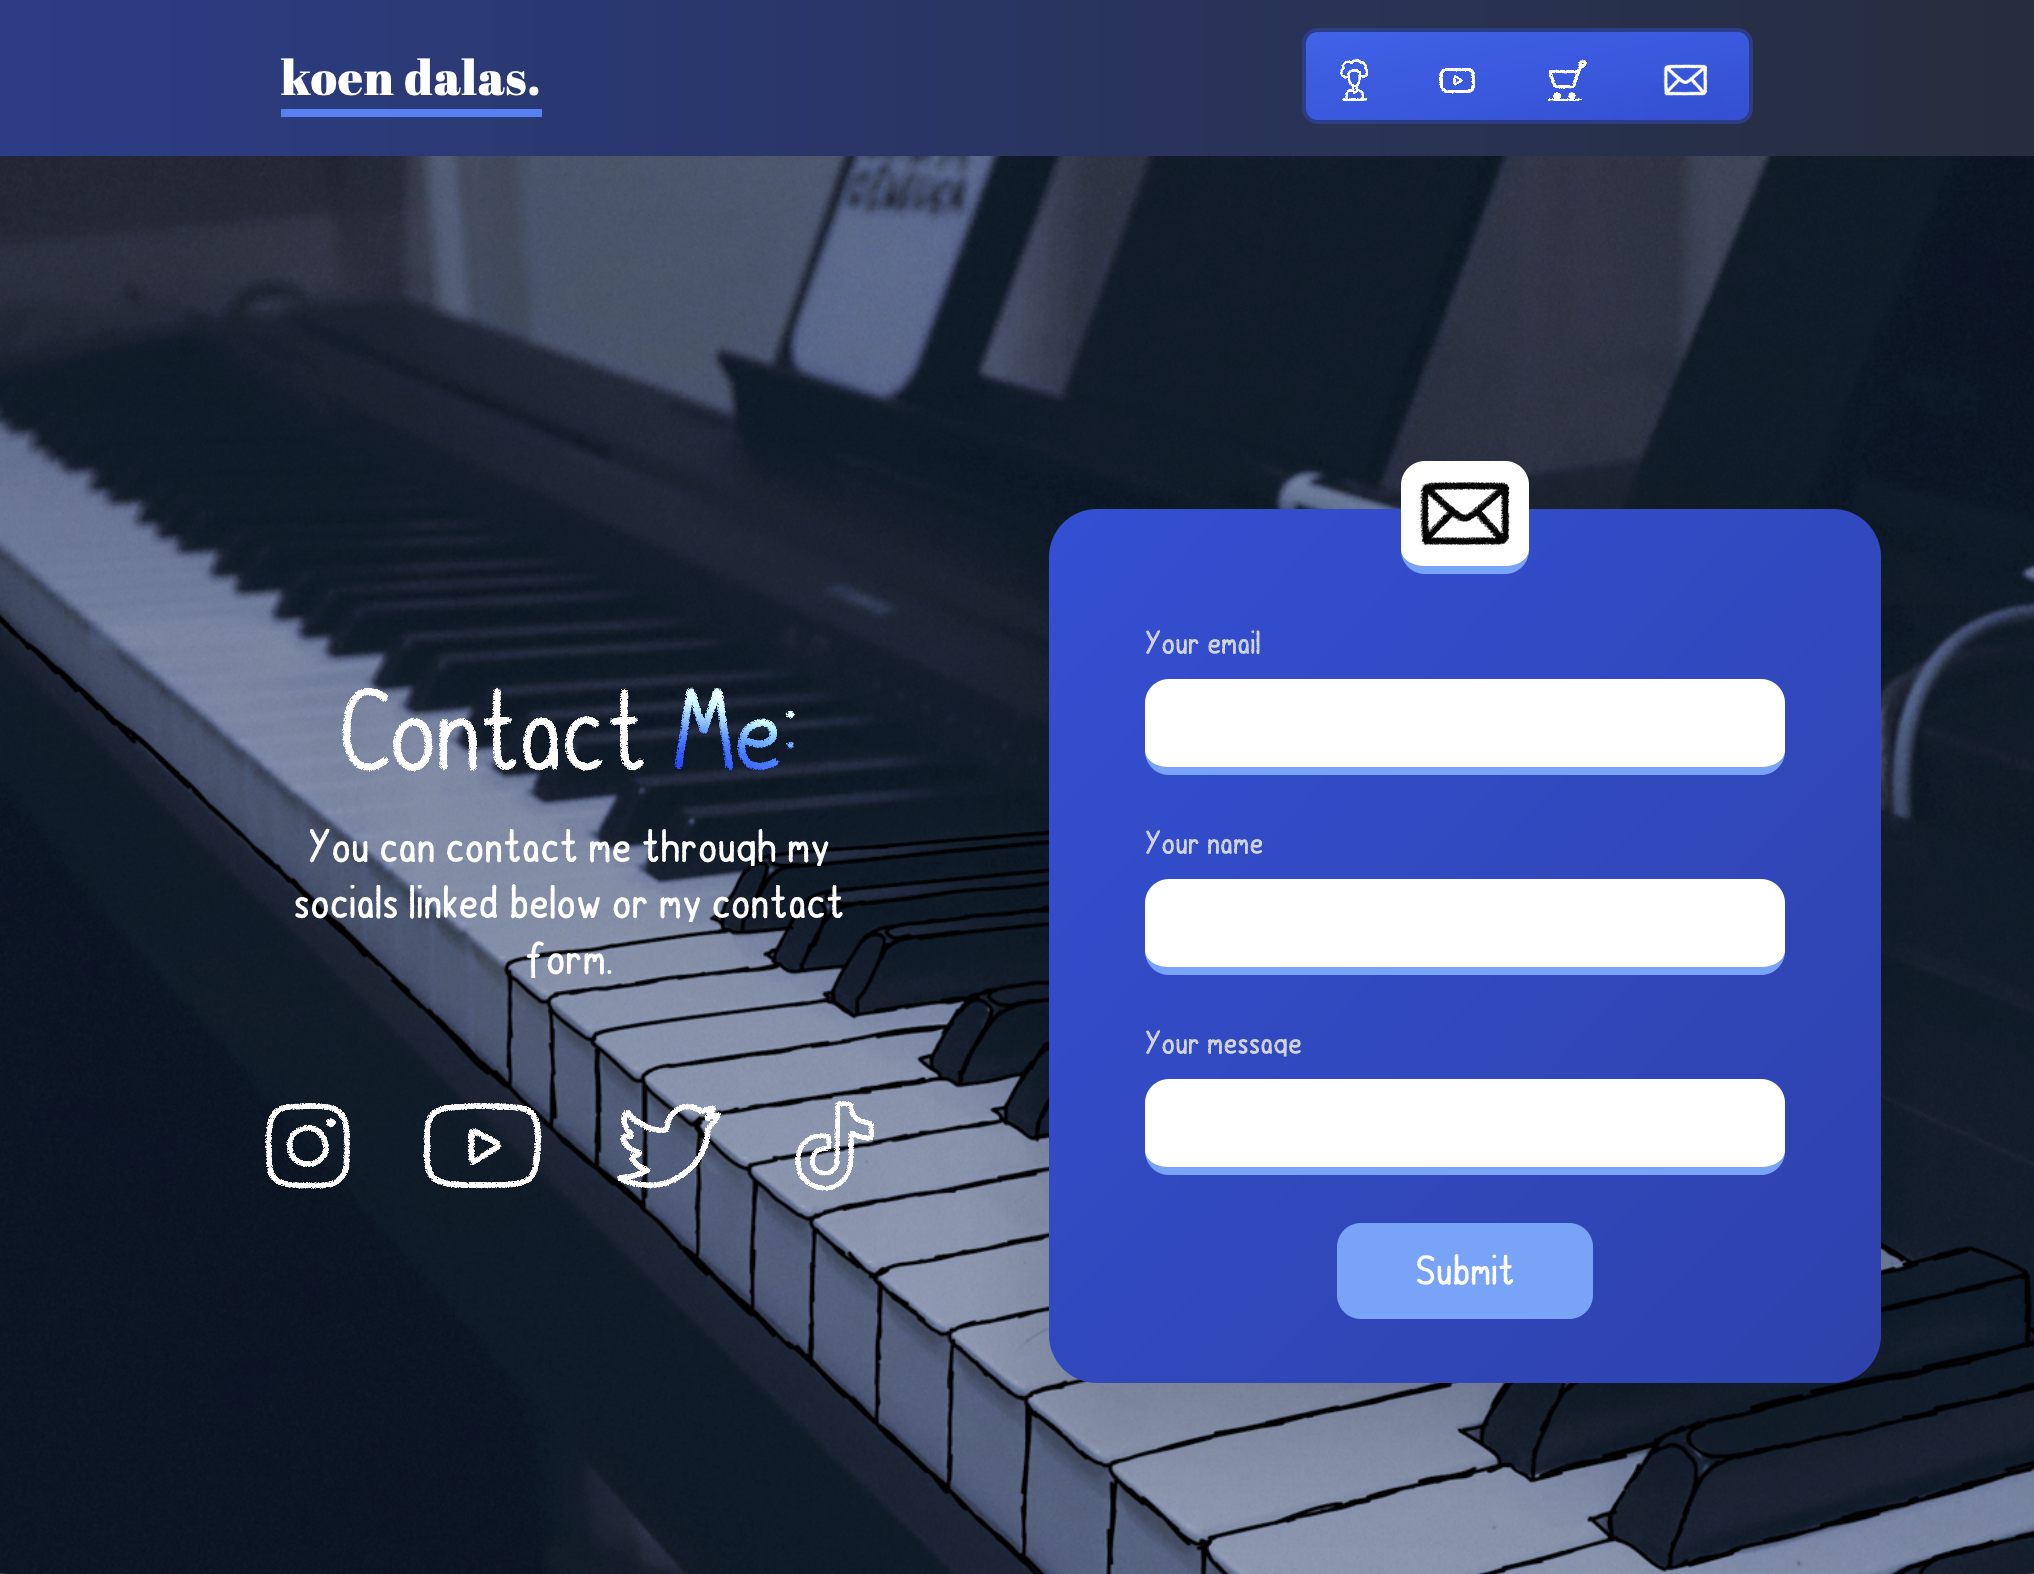 koen dalas.
Contact Me:
You can contact me through my
socials linked below or my contact
form.
Your email
Your name
Your message
Submit